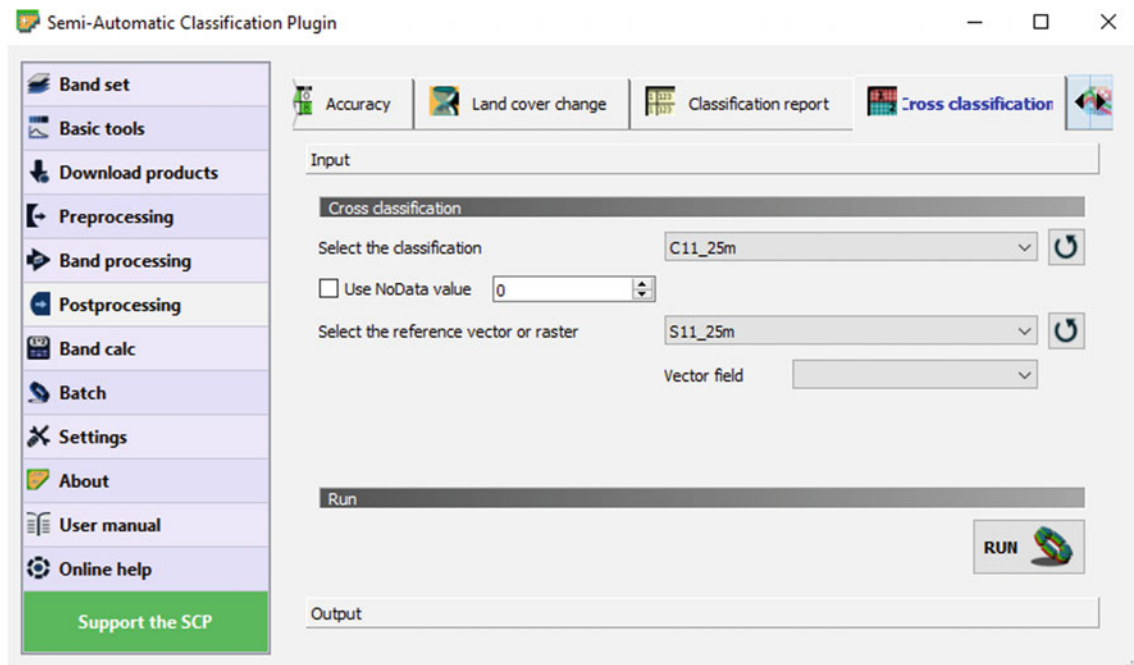 Semi-Automatic Classification Plugin
Band set
Basic tools
Download products
Preprocessing
Band processing
Postprocessing
Band calc
Batch
Settings
About
User manual
Online help
Support the SCP
Accuracy
Land cover change
Classification report
Cross classification
Input
Cross classification
Select the classification
C11_25m
Use NoData value
0
Select the reference vector or raster
S11_25m
Vector field
Run
RUN
Output